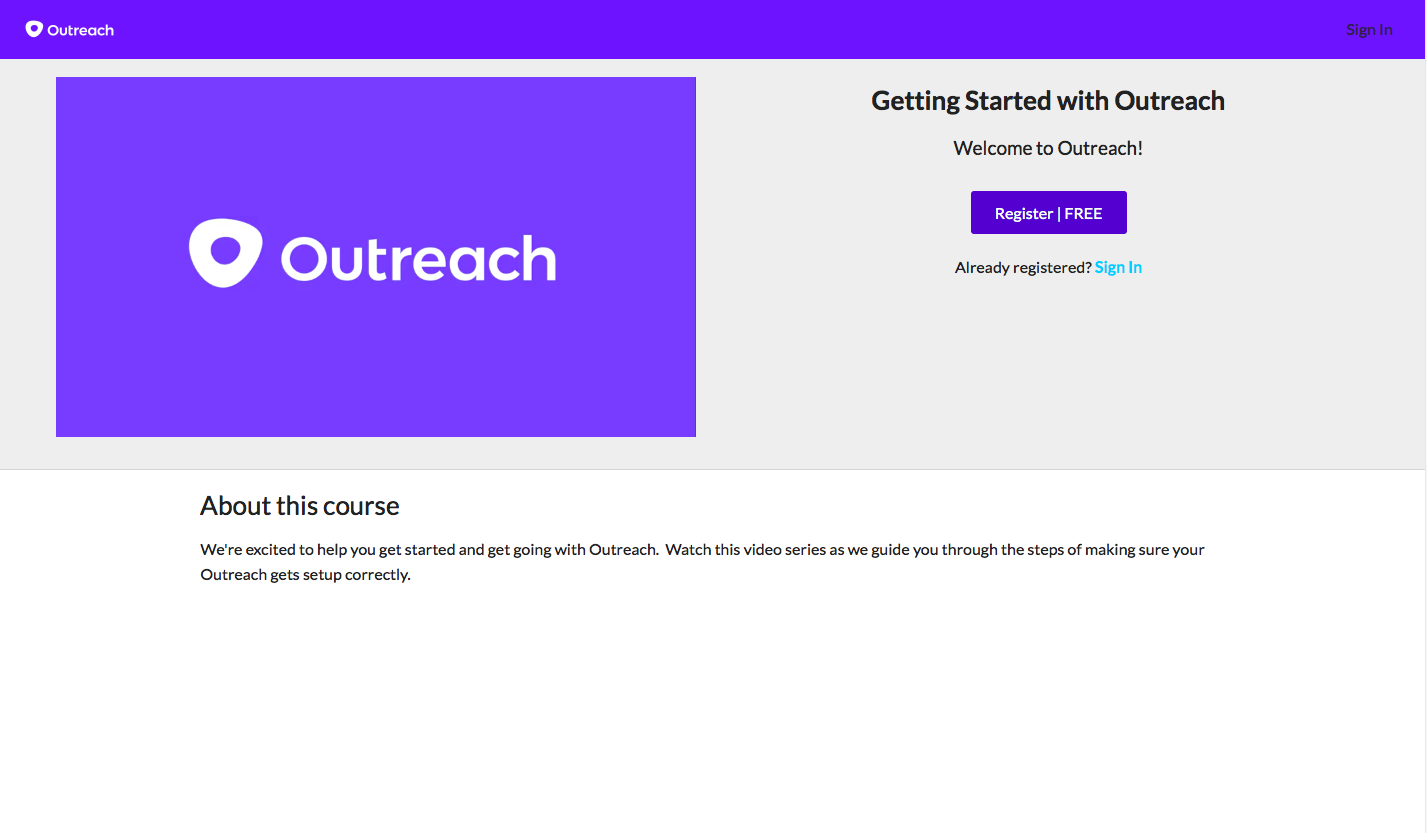 Outreach
Sign In
Outreach
Getting Started with Outreach
Welcome to Outreach!
Register | FREE
Already registered? Sign In
About this course
We're excited to help you get started and get going with Outreach.  Watch this video series as we guide you through the steps of making sure your
Outreach gets setup correctly.